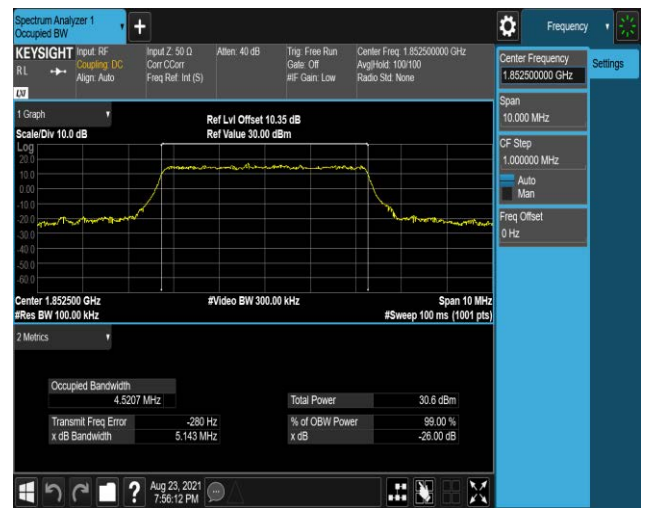 Spectrum Analyzer 1
Occupied BW
+
Frequency
KEYSIGHT
RL
LXI
Input: RF
Coupling: DC
Align: Auto
Input Z: 50 Ω
Corr CCorr
Freq Ref: Int (S)
Atten: 40 dB
Trig: Free Run
Gate: Off
#IF Gain: Low
Center Freq: 1.852500000 GHz
Avg|Hold: 100/100
Radio Std: None
Center Frequency
1.852500000 GHz
Settings
Span
10.000 MHz
CF Step
1.000000 MHz
Auto
Man
Freq Offset
0 Hz
1 Graph
Scale/Div 10.0 dB
Ref Lvl Offset 10.35 dB
Ref Value 30.00 dBm
Log
20.0
10.0
0.00
-10.0
-20.0
-30.0
-40.0
-50.0
-60.0
Center 1.852500 GHz
#Video BW 300.00 kHz
Span 10 MHz
#Res BW 100.00 kHz
#Sweep 100 ms (1001 pts)
2 Metrics
Occupied Bandwidth
4.5207 MHz
Total Power 30.6 dBm
Transmit Freq Error -280 Hz
% of OBW Power 99.00 %
x dB Bandwidth 5.143 MHz
x dB -26.00 dB
?
Aug 23, 2021
7:56:12 PM